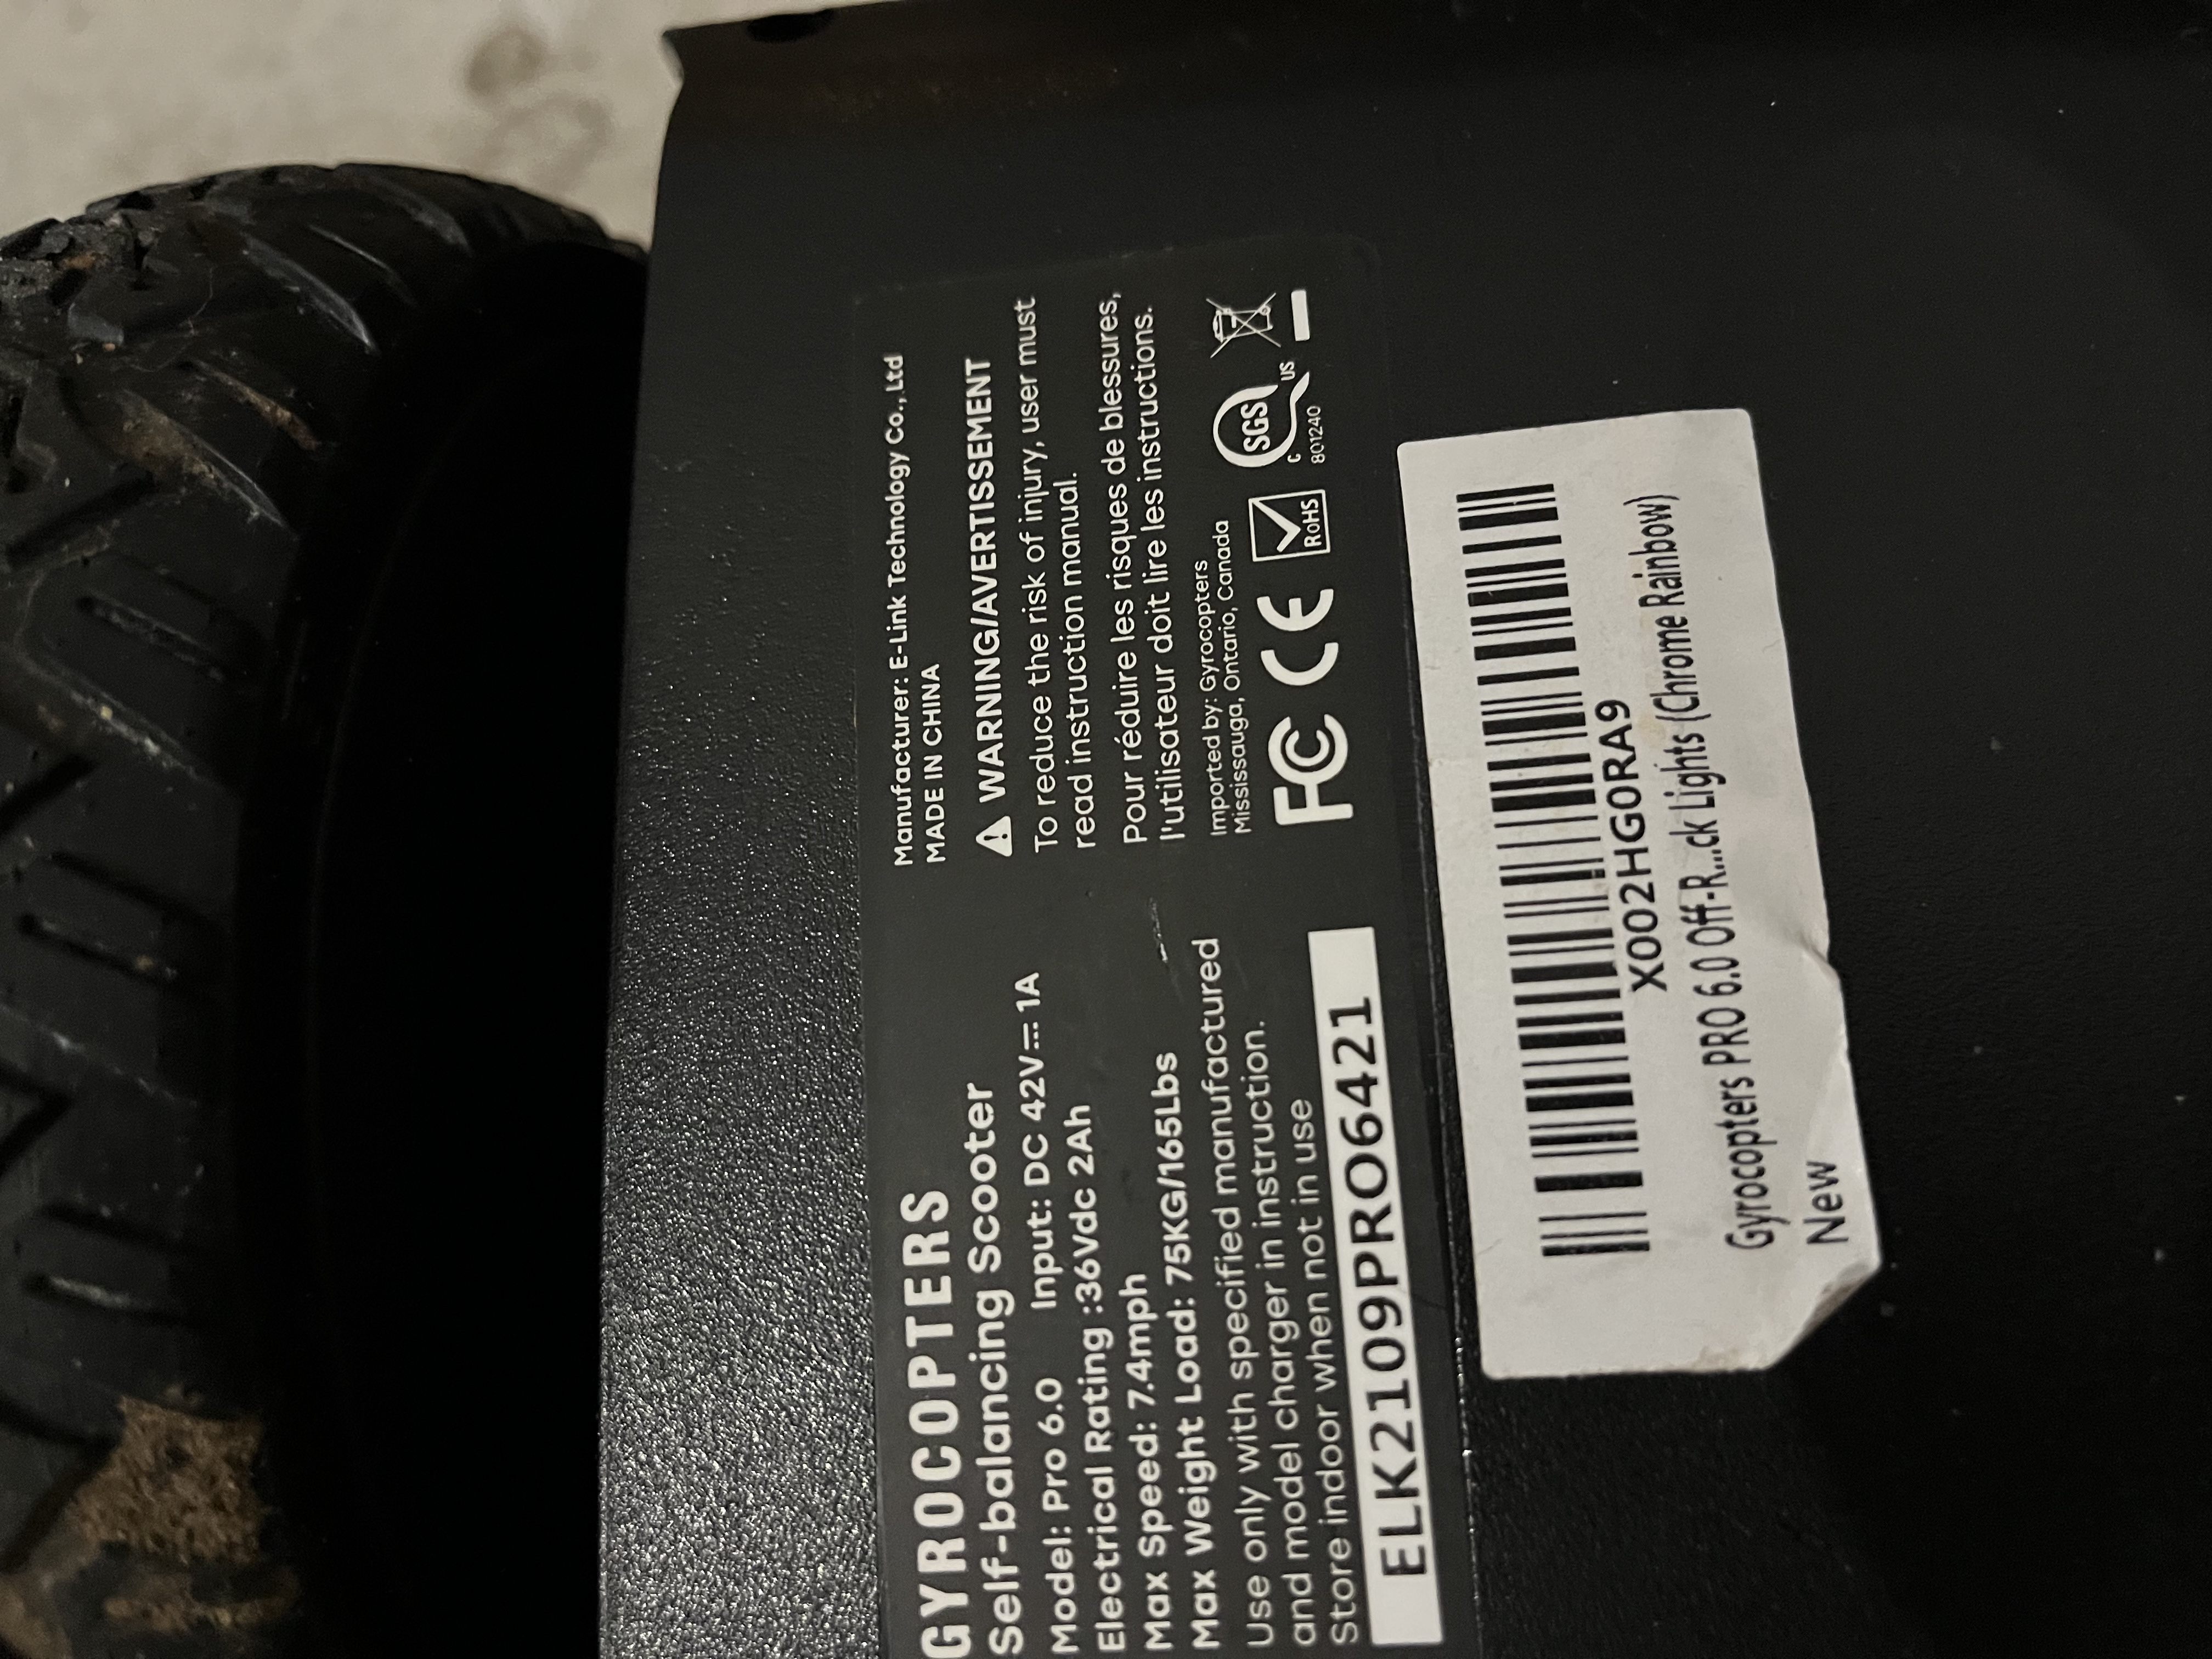 GYROCOPTERS
Self-balancing Scooter
Model: Pro 6.0 Input: DC 42V⎓ 1A
Electrical Rating :36Vdc 2Ah
Max Speed: 7.4mph
Max Weight Load: 75KG/165Lbs
Use only with specified manufactured
and model charger in instruction.
Store indoor when not in use
ELK2109PRO6421
Manufacturer: E-Link Technology Co., Ltd
MADE IN CHINA
WARNING/AVERTISSEMENT
To reduce the risk of injury, user must
read instruction manual.
Pour réduire les risques de blessures,
l'utilisateur doit lire les instructions.
Imported by: Gyrocopters
Mississauga, Ontario, Canada
FC CE RoHS SGS C US
801240
X002HG0RA9
Gyrocopters PRO 6.0 Off-R...ck Lights (Chrome Rainbow)
New